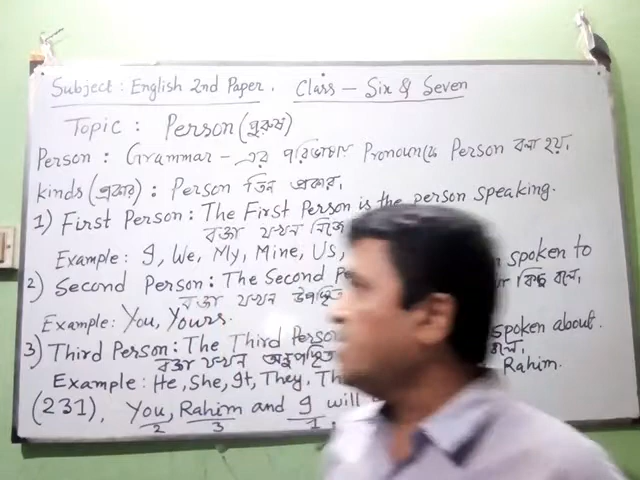 Subject : English 2nd Paper. Class – Six & Seven
Topic : Person (পুরুষ)
Person : Grammar – এর পরিভাষায় Pronounকে Person বলা হয়,
Kinds (প্রকার) : Person তিন প্রকার,
1) First Person : The First Person is the person speaking.
বক্তা যখন নিজে
Example : I, We, My, Mine, Us,
2) Second Person : The Second spoken to
বক্তা যখন উপস্থিত কিছু বলে,
Example : You, Yours.
3) Third Person : The Third Person spoken about.
বক্তা যখন অনুপস্থিত বলে,
Example : He, She, It, They, Rahim.
(231), You, Rahim and I will
2 3 1